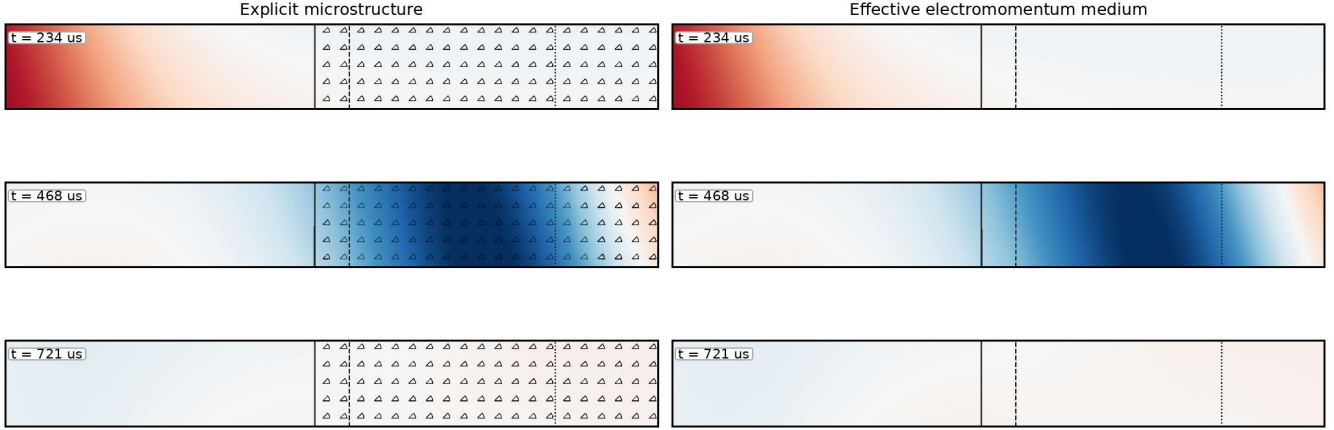 Explicit microstructure
Effective electromomentum medium
t = 234 us
t = 234 us
t = 468 us
t = 468 us
t = 721 us
t = 721 us